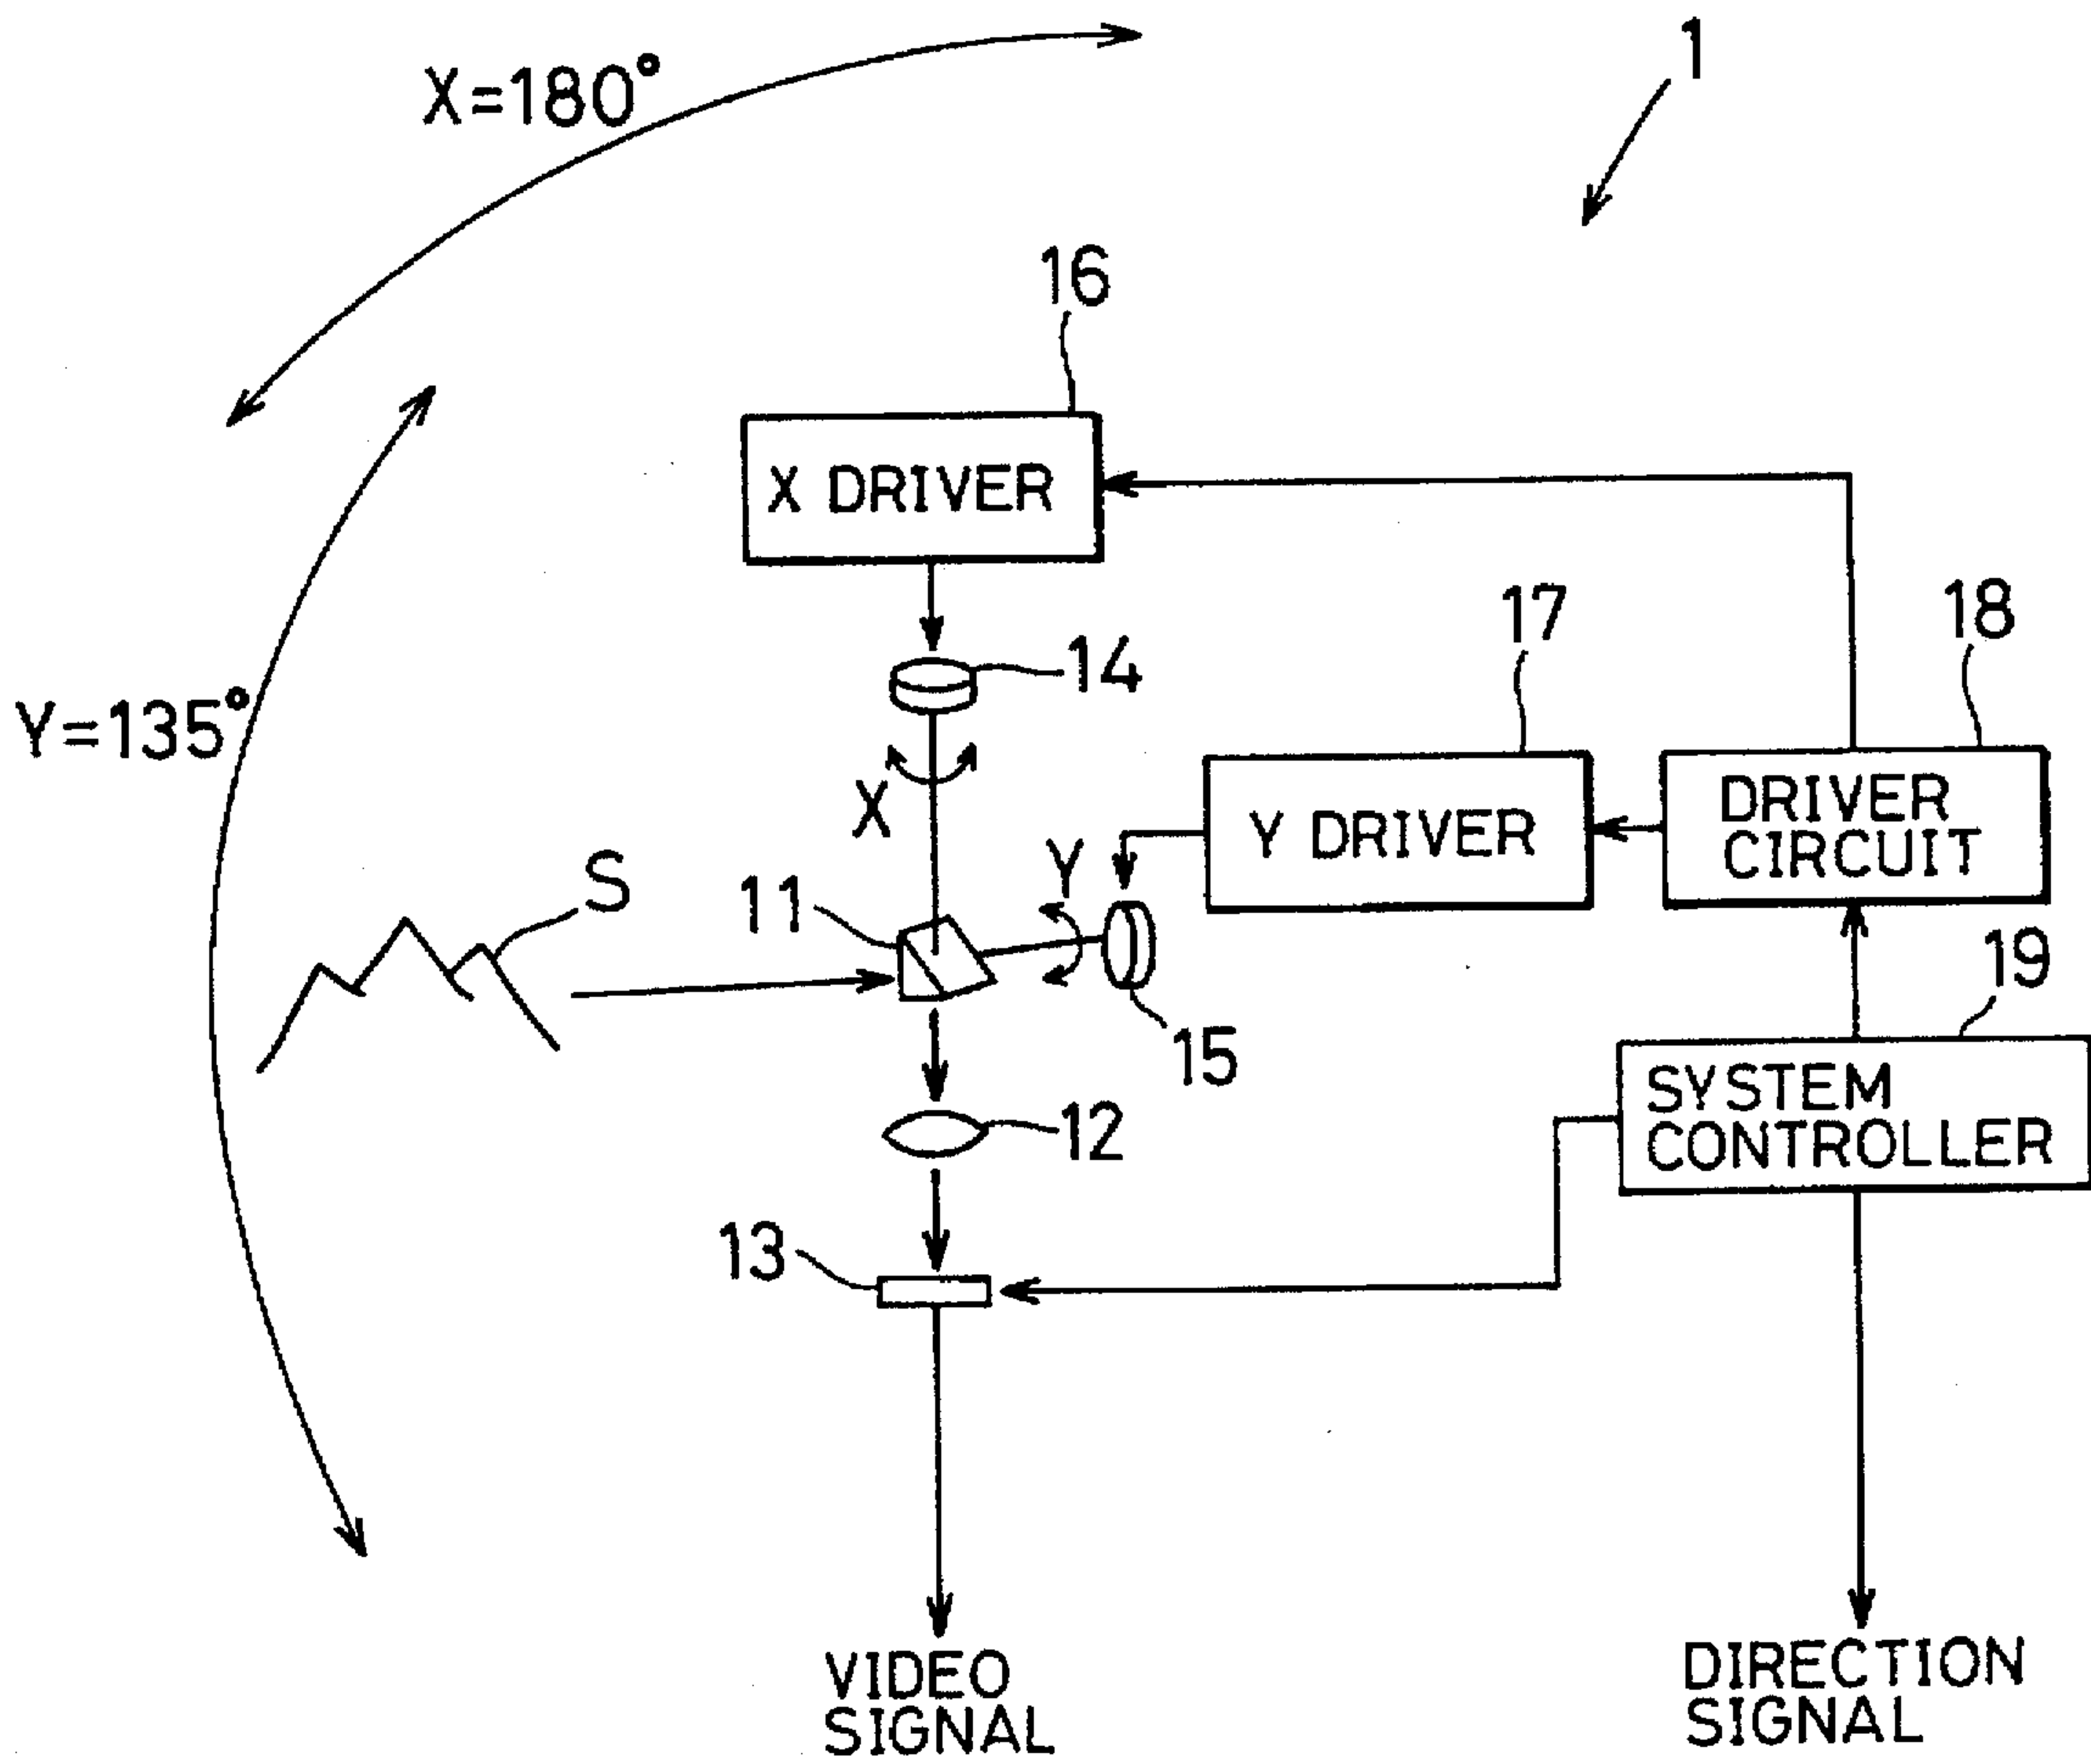 1
X=180°
16
X DRIVER
17
18
14
Y=135°
X
Y DRIVER
DRIVER
CIRCUIT
Y
S
11
19
15
SYSTEM
CONTROLLER
12
13
VIDEO
SIGNAL
DIRECTION
SIGNAL